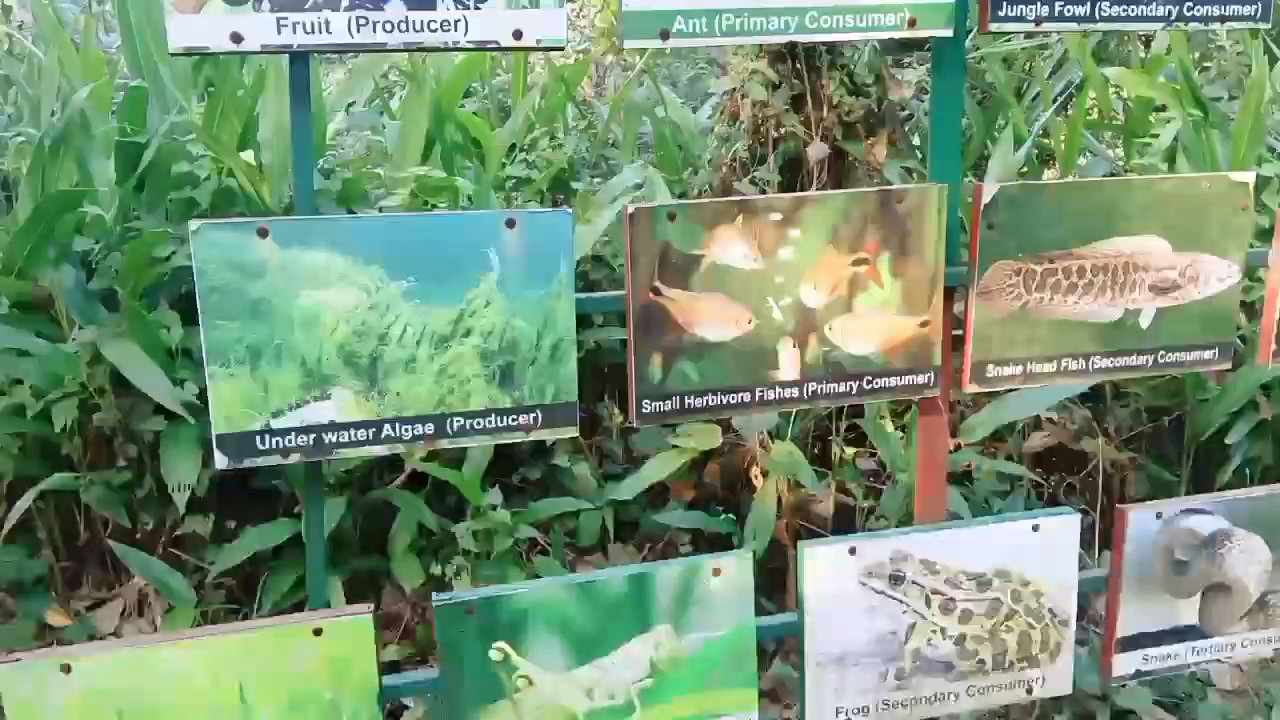 Fruit (Producer)
Ant (Primary Consumer)
Jungle Fowl (Secondary Consumer)
Under water Algae (Producer)
Small Herbivore Fishes (Primary Consumer)
Snake Head Fish (Secondary Consumer)
Frog (Secondary Consumer)
Snake (Tertiary Consu